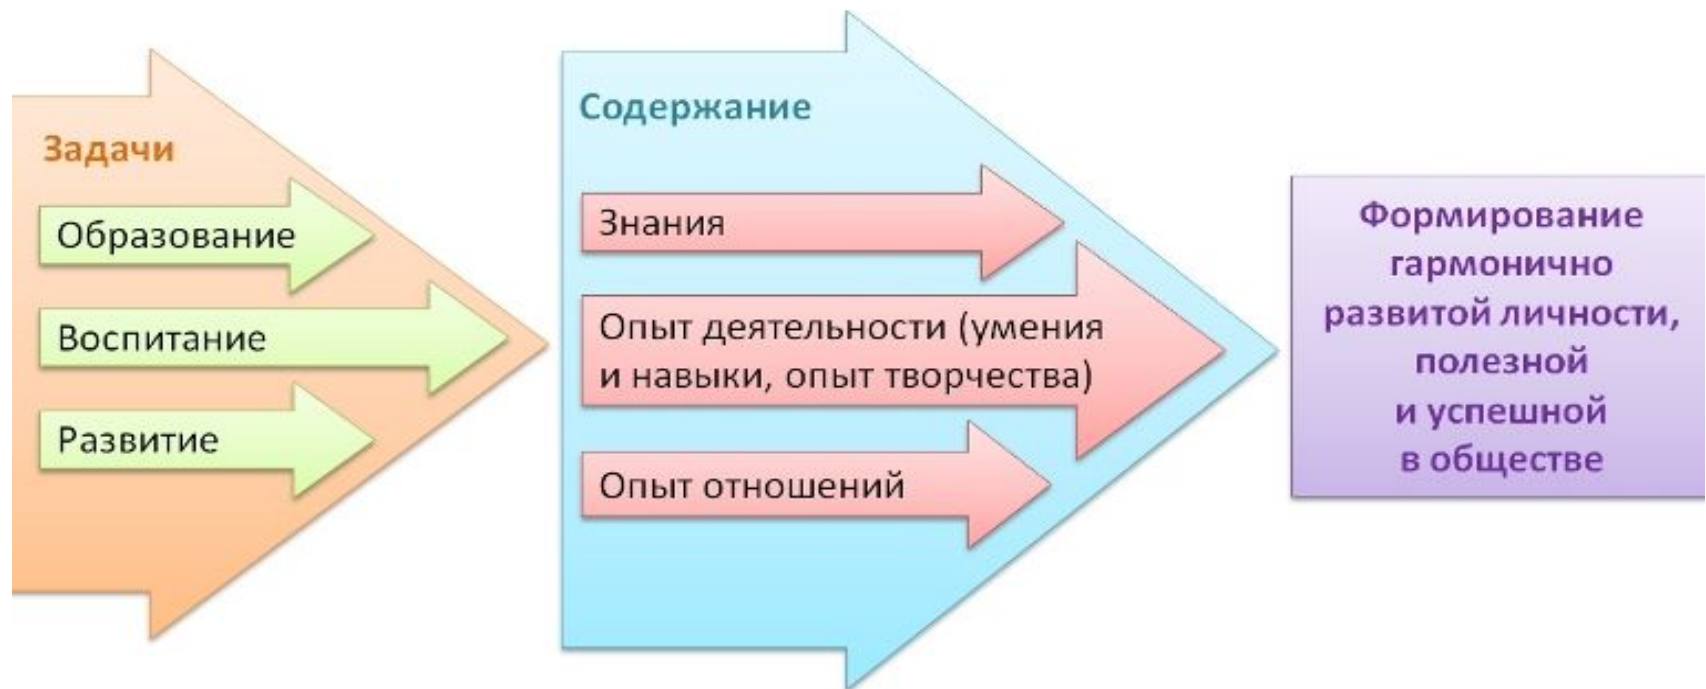 Задачи
Образование
Воспитание
Развитие
Содержание
Знания
Опыт деятельности (умения
и навыки, опыт творчества)
Опыт отношений
Формирование
гармонично
развитой личности,
полезной
и успешной
в обществе